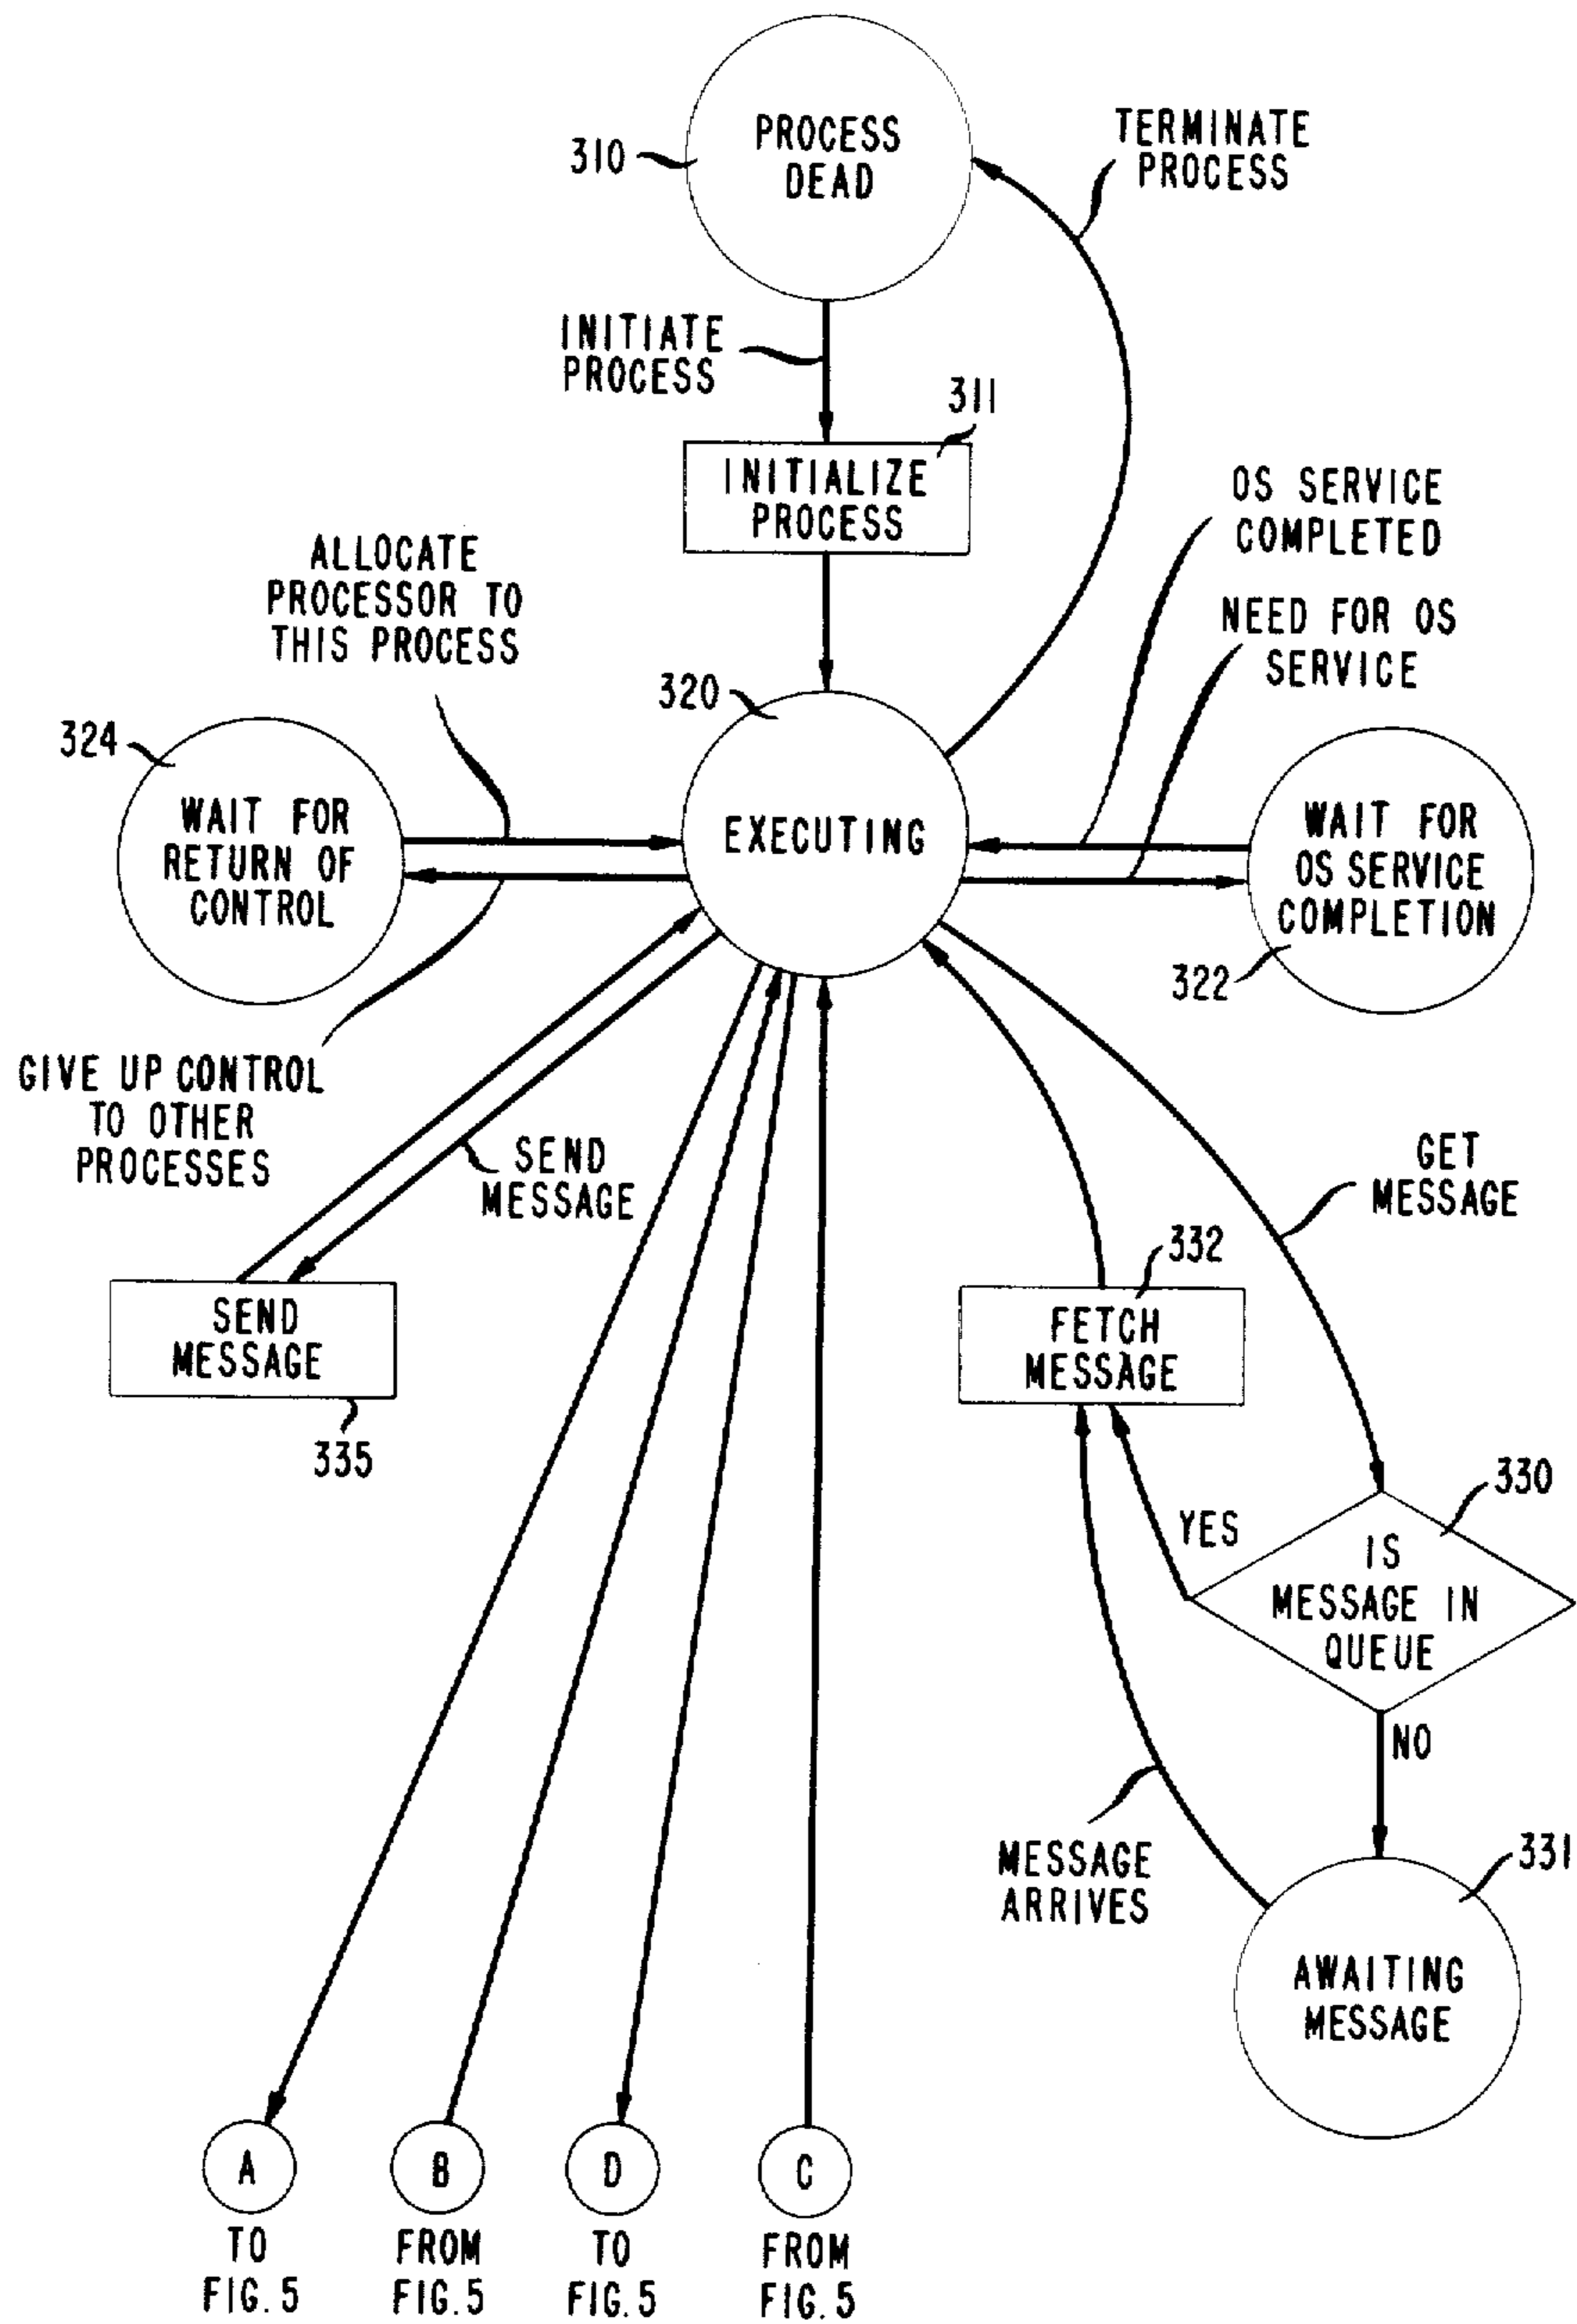 PROCESS
DEAD
310
TERMINATE
PROCESS
INITIATE
PROCESS
311
INITIALIZE
PROCESS
OS SERVICE
COMPLETED
NEED FOR OS
SERVICE
ALLOCATE
PROCESSOR TO
THIS PROCESS
320
324
WAIT FOR
RETURN OF
CONTROL
EXECUTING
WAIT FOR
OS SERVICE
COMPLETION
322
GIVE UP CONTROL
TO OTHER
PROCESSES
SEND
MESSAGE
GET
MESSAGE
332
SEND
MESSAGE
335
FETCH
MESSAGE
330
YES
IS
MESSAGE IN
QUEUE
NO
MESSAGE
ARRIVES
331
AWAITING
MESSAGE
A
TO
FIG. 5
B
FROM
FIG. 5
D
TO
FIG. 5
C
FROM
FIG. 5